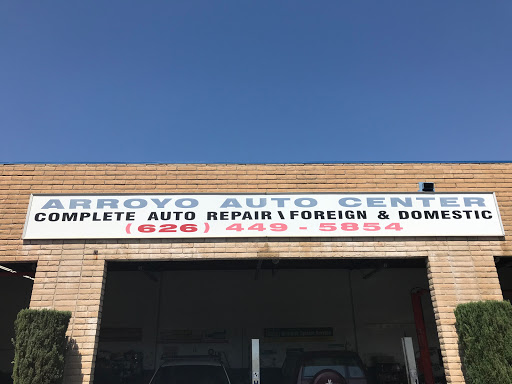 ARROYO AUTO CENTER
COMPLETE AUTO REPAIR \ FOREIGN & DOMESTIC
(626) 449 - 5854